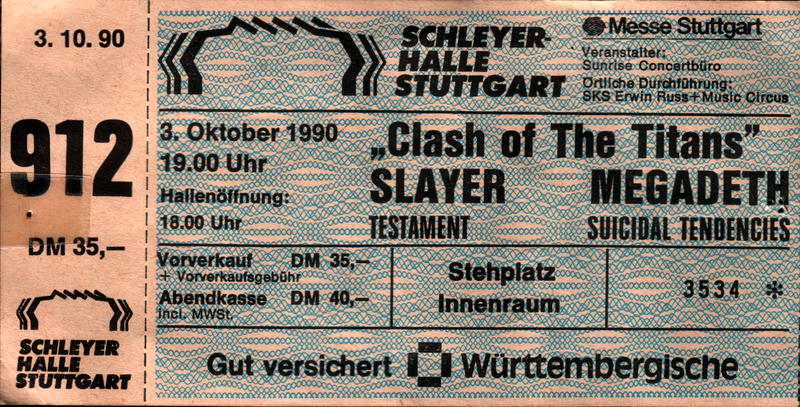 3. 10. 90
912
DM 35,—
SCHLEYER
HALLE
STUTTGART
SCHLEYER-
HALLE
STUTTGART
Messe Stuttgart
Veranstalter:
Sunrise Concertbüro
Örtliche Durchführung:
SKS Erwin Russ+Music Circus
3. Oktober 1990
19.00 Uhr
Hallenöffnung:
18.00 Uhr
„Clash of The Titans”
SLAYER MEGADETH
TESTAMENT SUICIDAL TENDENCIES
Vorverkauf DM 35,—
+ Vorverkaufsgebühr
Abendkasse DM 40,—
incl. MWSt.
Stehplatz
Innenraum
3534 *
Gut versichert Württembergische